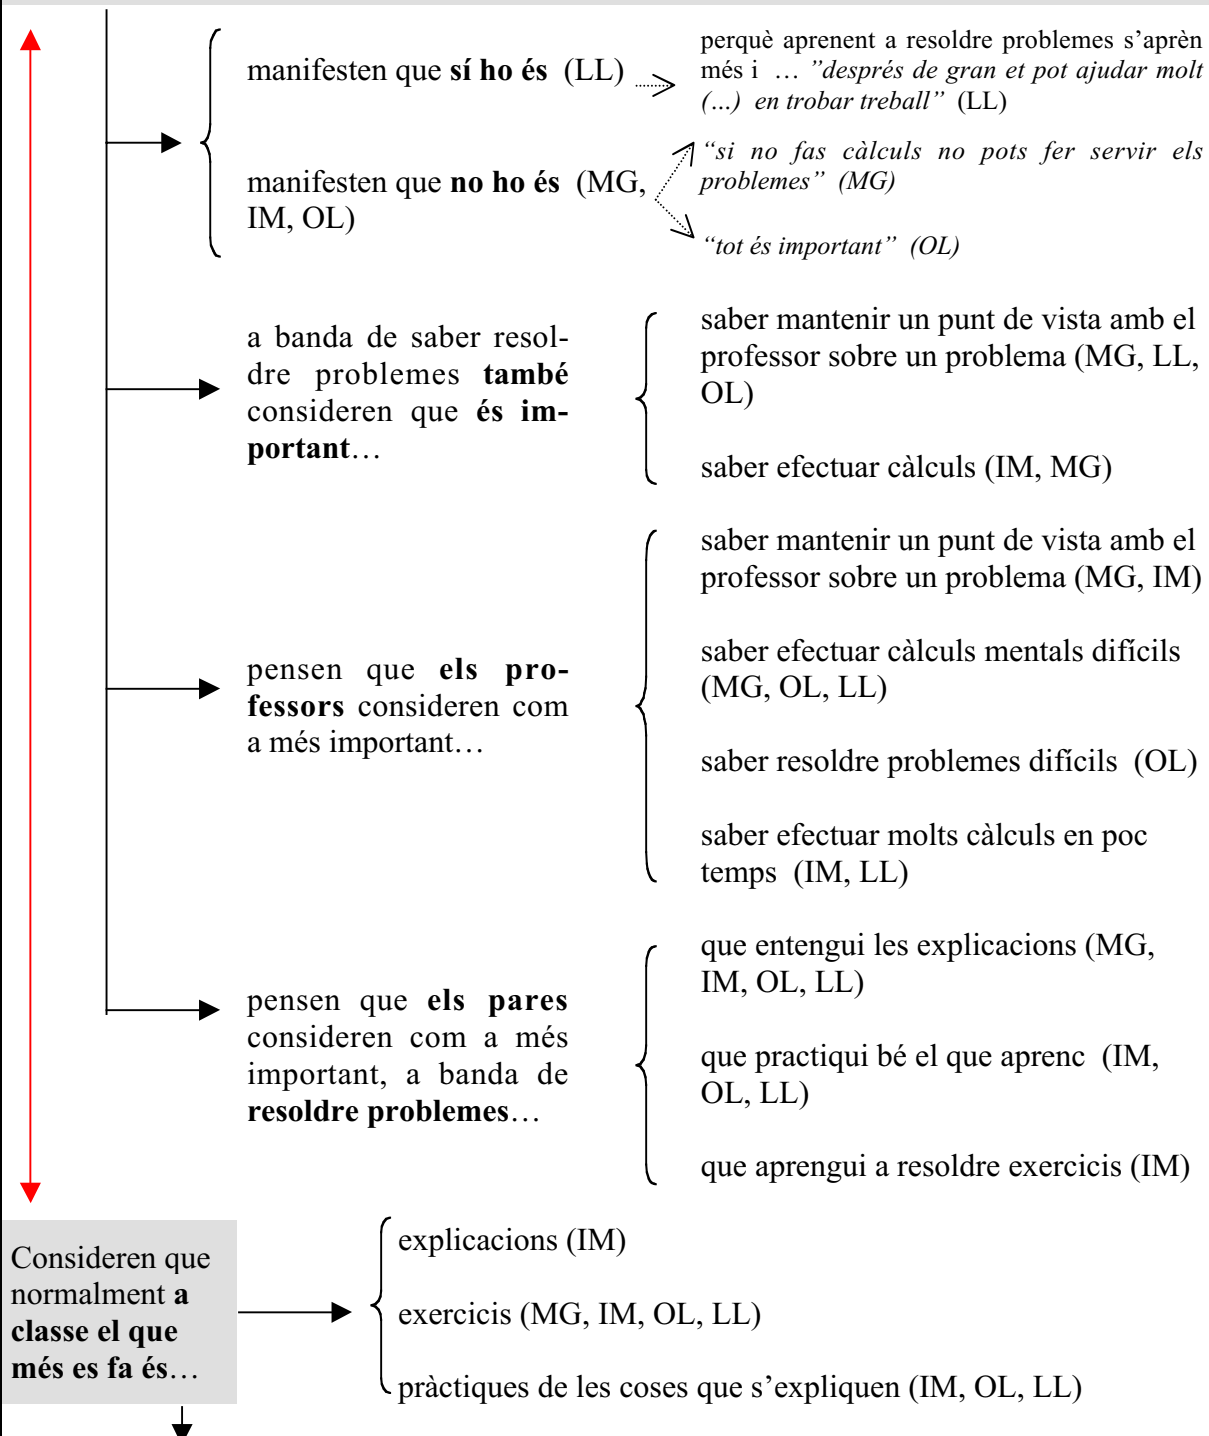 manifesten que sí ho és (LL)
perquè aprenent a resoldre problemes s’aprèn
més i … ”després de gran et pot ajudar molt
(...) en trobar treball” (LL)
manifesten que no ho és (MG,
IM, OL)
“si no fas càlculs no pots fer servir els
problemes” (MG)
“tot és important” (OL)
a banda de saber resol-
dre problemes també
consideren que és im-
portant…
saber mantenir un punt de vista amb el
professor sobre un problema (MG, LL,
OL)
saber efectuar càlculs (IM, MG)
pensen que els pro-
fessors consideren com
a més important…
saber mantenir un punt de vista amb el
professor sobre un problema (MG, IM)
saber efectuar càlculs mentals difícils
(MG, OL, LL)
saber resoldre problemes difícils (OL)
saber efectuar molts càlculs en poc
temps (IM, LL)
pensen que els pares
consideren com a més
important, a banda de
resoldre problemes…
que entengui les explicacions (MG,
IM, OL, LL)
que practiqui bé el que aprenc (IM,
OL, LL)
que aprengui a resoldre exercicis (IM)
Consideren que
normalment a
classe el que
més es fa és…
explicacions (IM)
exercicis (MG, IM, OL, LL)
pràctiques de les coses que s’expliquen (IM, OL, LL)